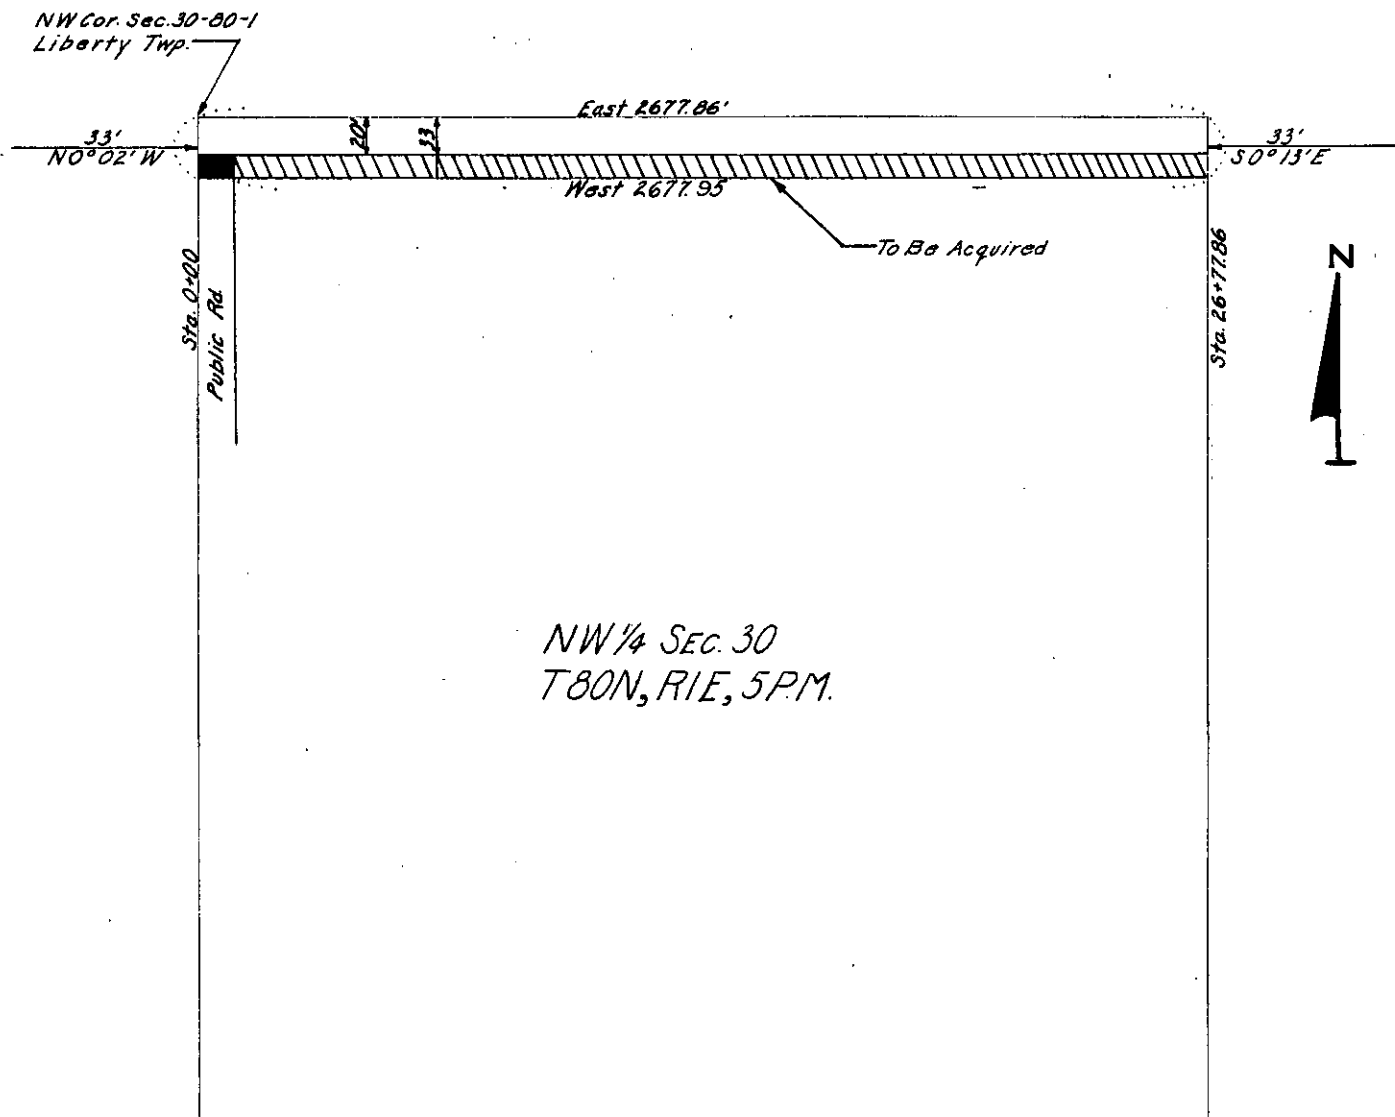 NW Cor. Sec. 30-80-1
Liberty Twp.
East 2677.86'
33'
N0°02'W
20'
33'
33'
S0°13'E
West 2677.95
To Be Acquired
Sta. 0+00
Public Rd.
Sta. 26+77.86
N
NW 1/4 SEC. 30
T80N, R1E, 5P.M.